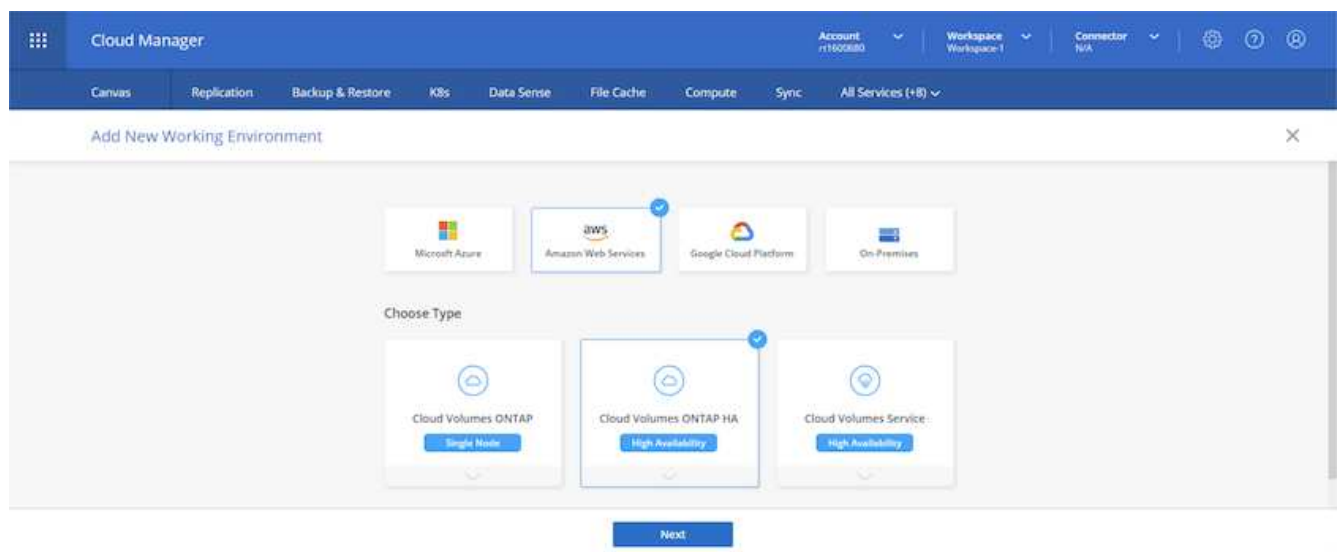 Cloud Manager
Account
rt1600680
Workspace
Workspace-1
Connector
N/A
Canvas
Replication
Backup & Restore
K8s
Data Sense
File Cache
Compute
Sync
All Services (+8)
Add New Working Environment
Microsoft Azure
aws
Amazon Web Services
Google Cloud Platform
On-Premises
Choose Type
Cloud Volumes ONTAP
Single Node
Cloud Volumes ONTAP HA
High Availability
Cloud Volumes Service
High Availability
Next